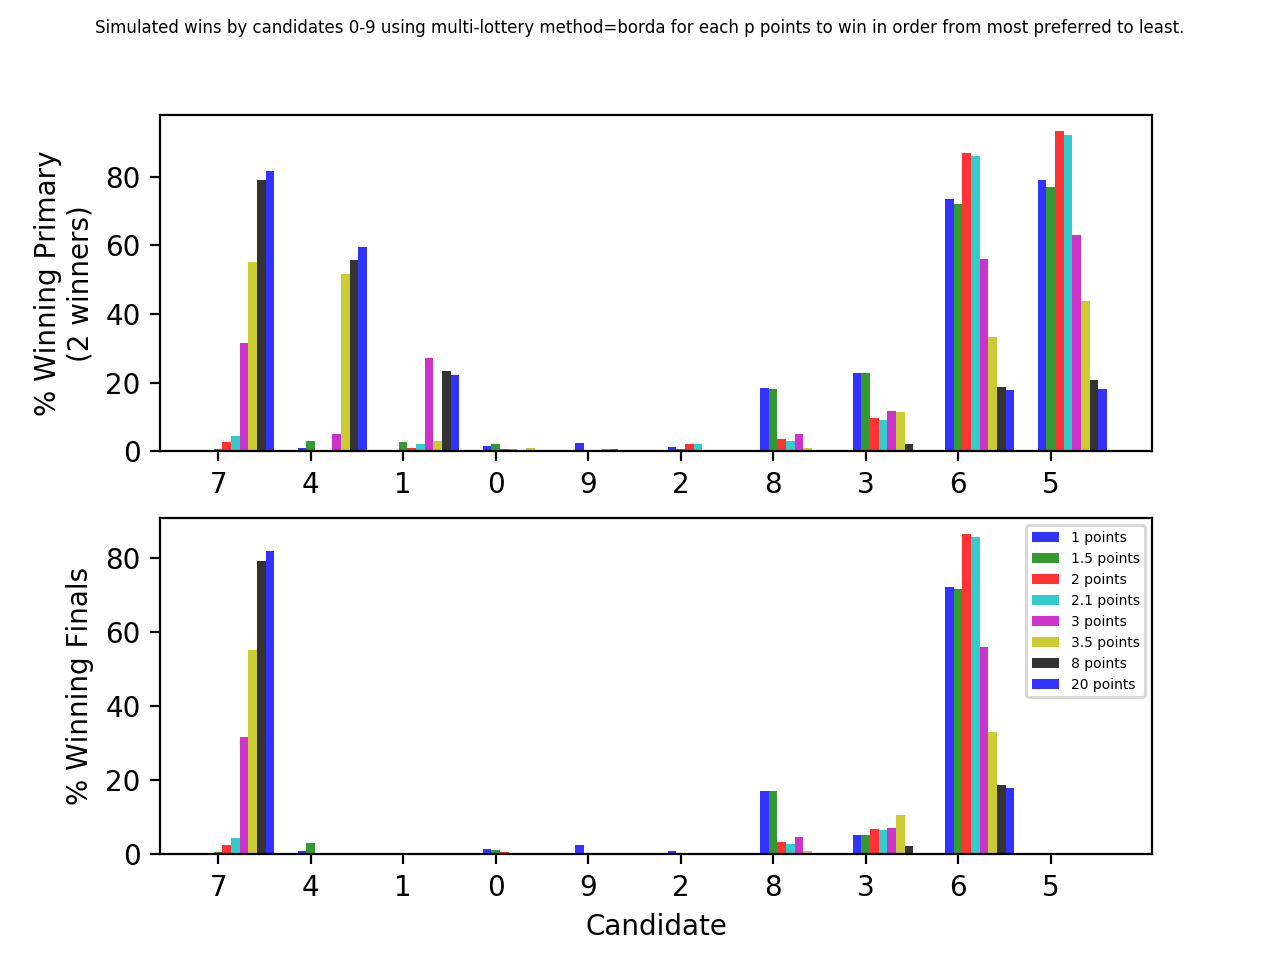 Simulated wins by candidates 0-9 using multi-lottery method=borda for each p points to win in order from most preferred to least.
% Winning Primary
(2 winners)
80
60
40
20
0
7 4 1 0 9 2 8 3 6 5
% Winning Finals
80
60
40
20
0
1 points
1.5 points
2 points
2.1 points
3 points
3.5 points
8 points
20 points
7 4 1 0 9 2 8 3 6 5
Candidate